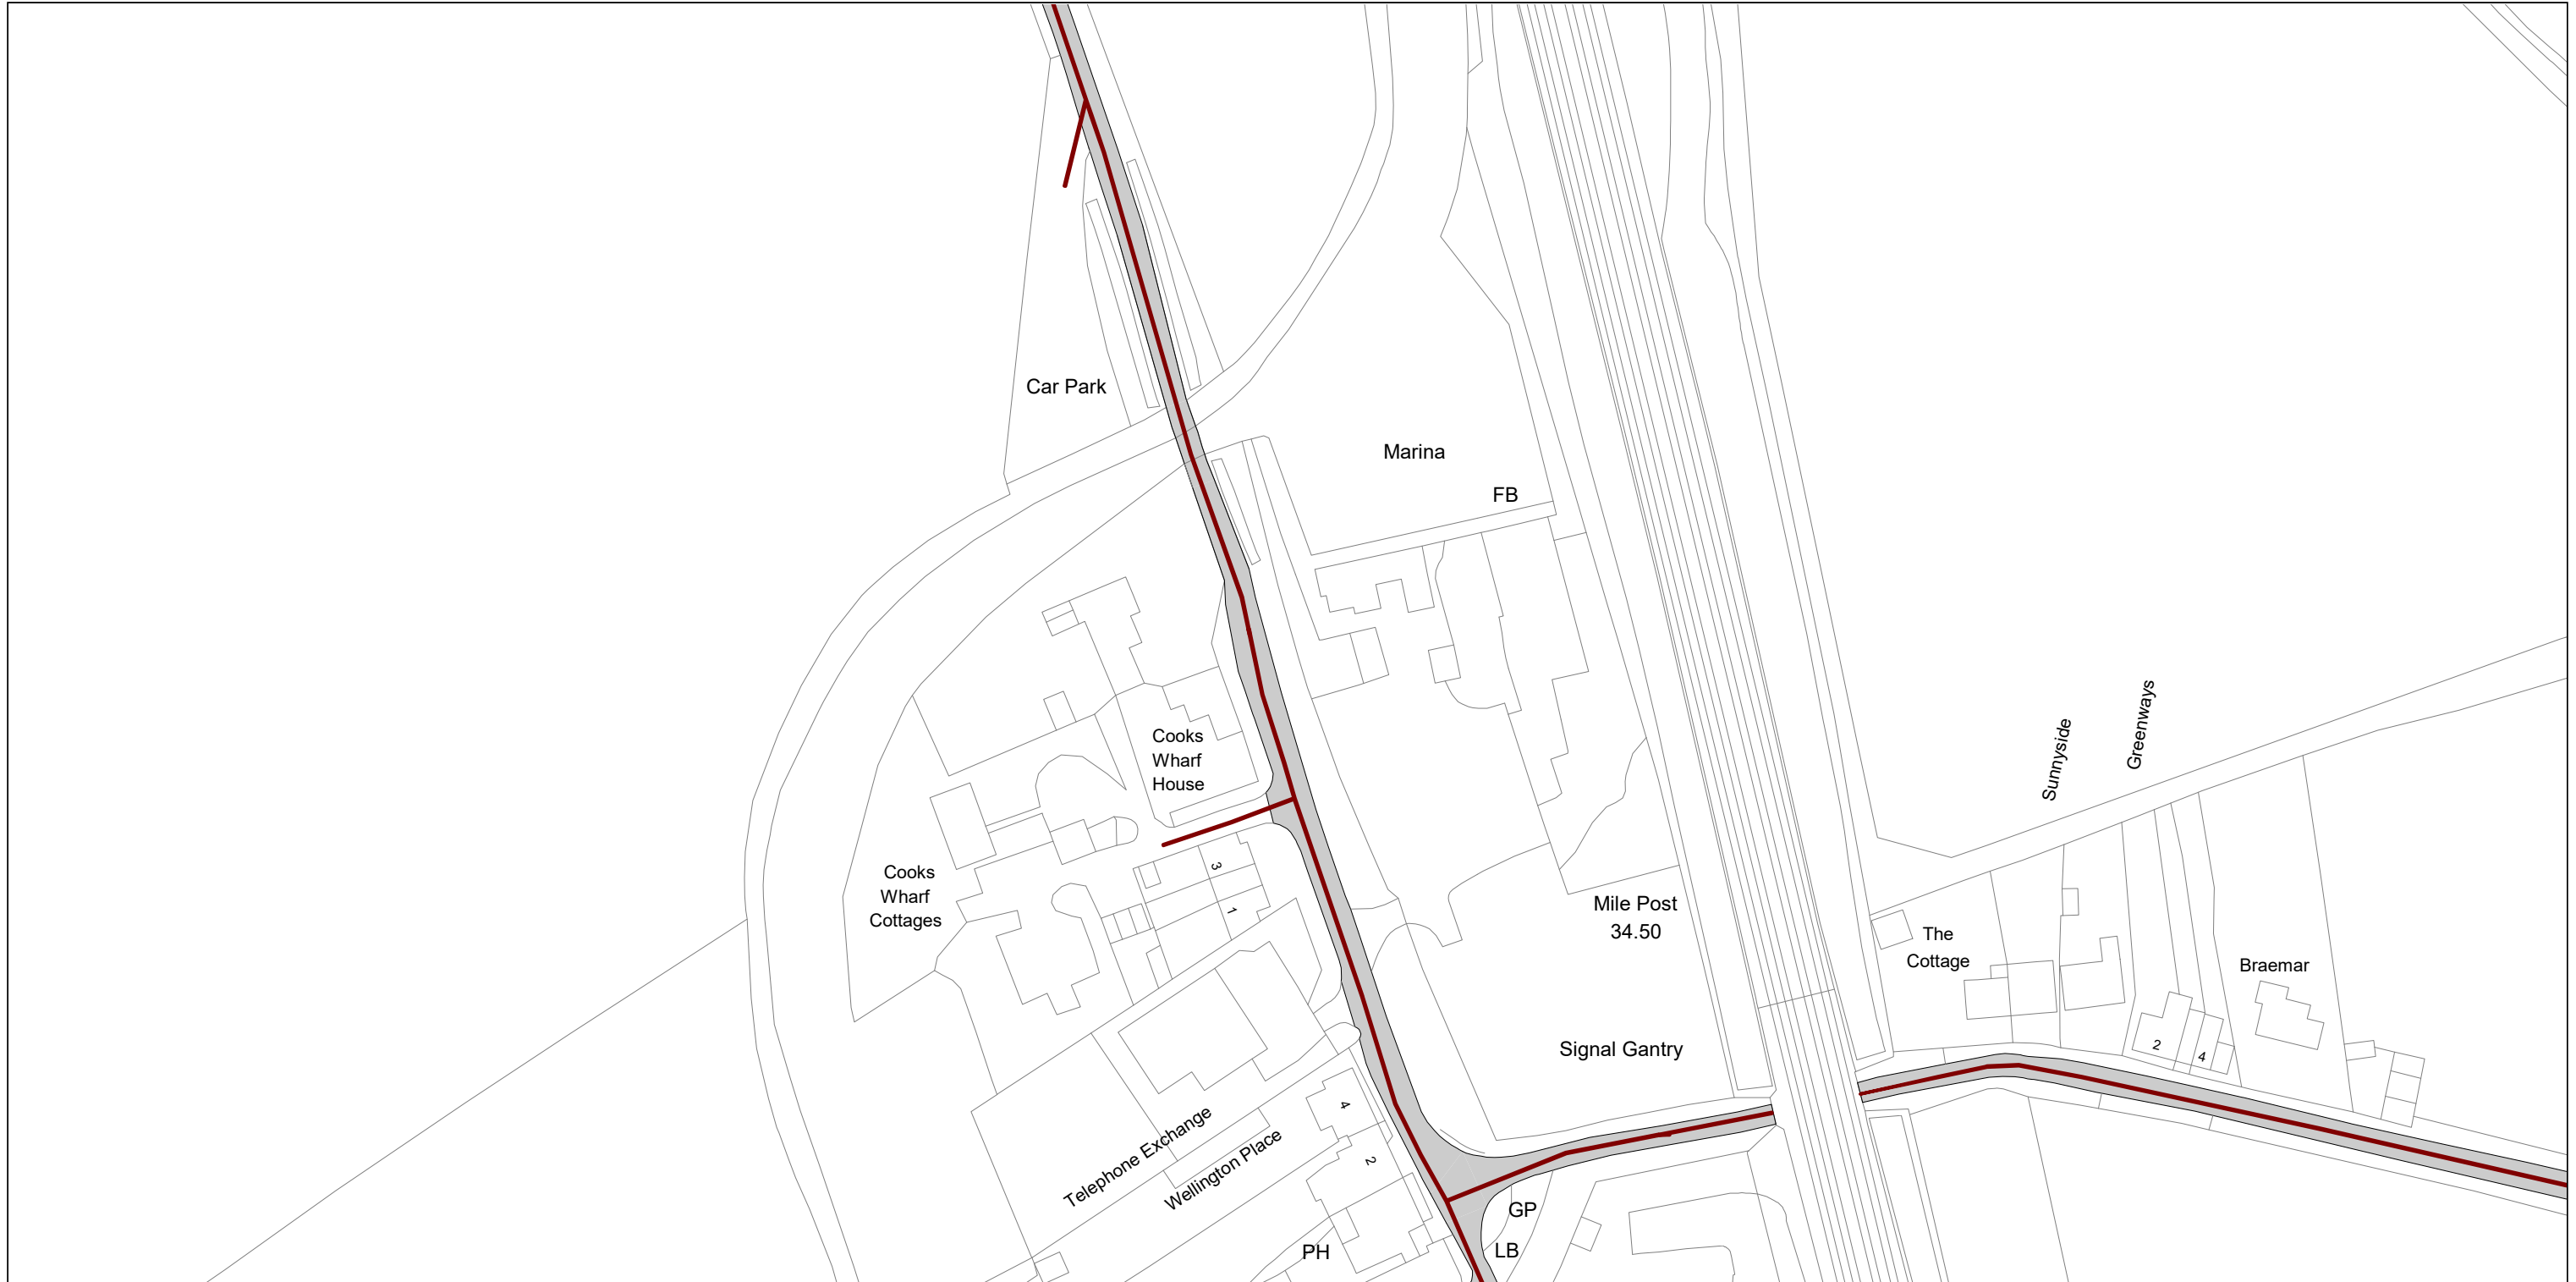 Car Park
Marina
FB
Sunnyside
Greenways
Cooks
Wharf
House
Cooks
Wharf
Cottages
3
1
Mile Post
34.50
The
Cottage
Braemar
2
4
Signal Gantry
Telephone Exchange
Wellington Place
4
2
GP
LB
PH